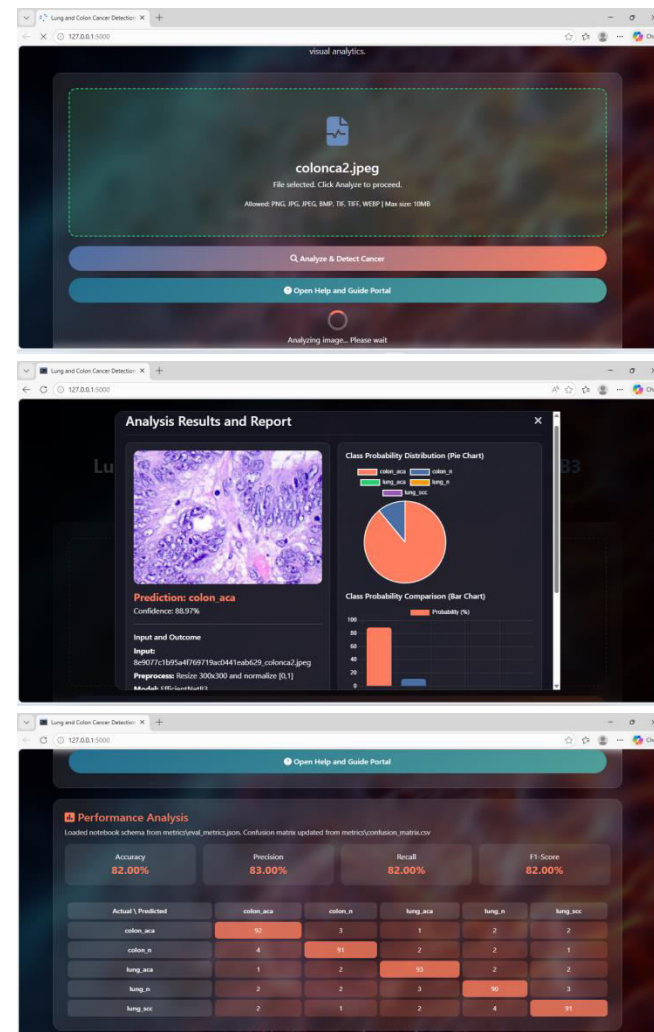 Lung and Colon Cancer Detection
127.0.0.1:5000
visual analytics.
colonca2.jpeg
File selected. Click Analyze to proceed.
Allowed: PNG, JPG, JPEG, BMP, TIF, TIFF, WEBP | Max size: 10MB
Analyze & Detect Cancer
Open Help and Guide Portal
Analyzing image... Please wait
Lung and Colon Cancer Detection
127.0.0.1:5000
Lu
B3
Analysis Results and Report
Prediction: colon_aca
Confidence: 88.97%
Input and Outcome
Input:
8e9077c1b95a4f769719ac0441eab629_colonca2.jpeg
Preprocess: Resize 300x300 and normalize [0,1]
Model: EfficientNetB3
Class Probability Distribution (Pie Chart)
colon_aca colon_n
lung_aca lung_n
lung_scc
Class Probability Comparison (Bar Chart)
Probability (%)
100
80
60
40
20
0
Lung and Colon Cancer Detection
127.0.0.1:5000
Open Help and Guide Portal
Performance Analysis
Loaded notebook schema from metrics\eval_metrics.json. Confusion matrix updated from metrics\confusion_matrix.csv
Accuracy Precision Recall F1-Score
82.00% 83.00% 82.00% 82.00%
Actual \ Predicted colon_aca colon_n lung_aca lung_n lung_scc
colon_aca 92 3 1 2 2
colon_n 4 91 2 2 1
lung_aca 1 2 93 2 2
lung_n 2 2 3 90 3
lung_scc 2 1 2 4 91